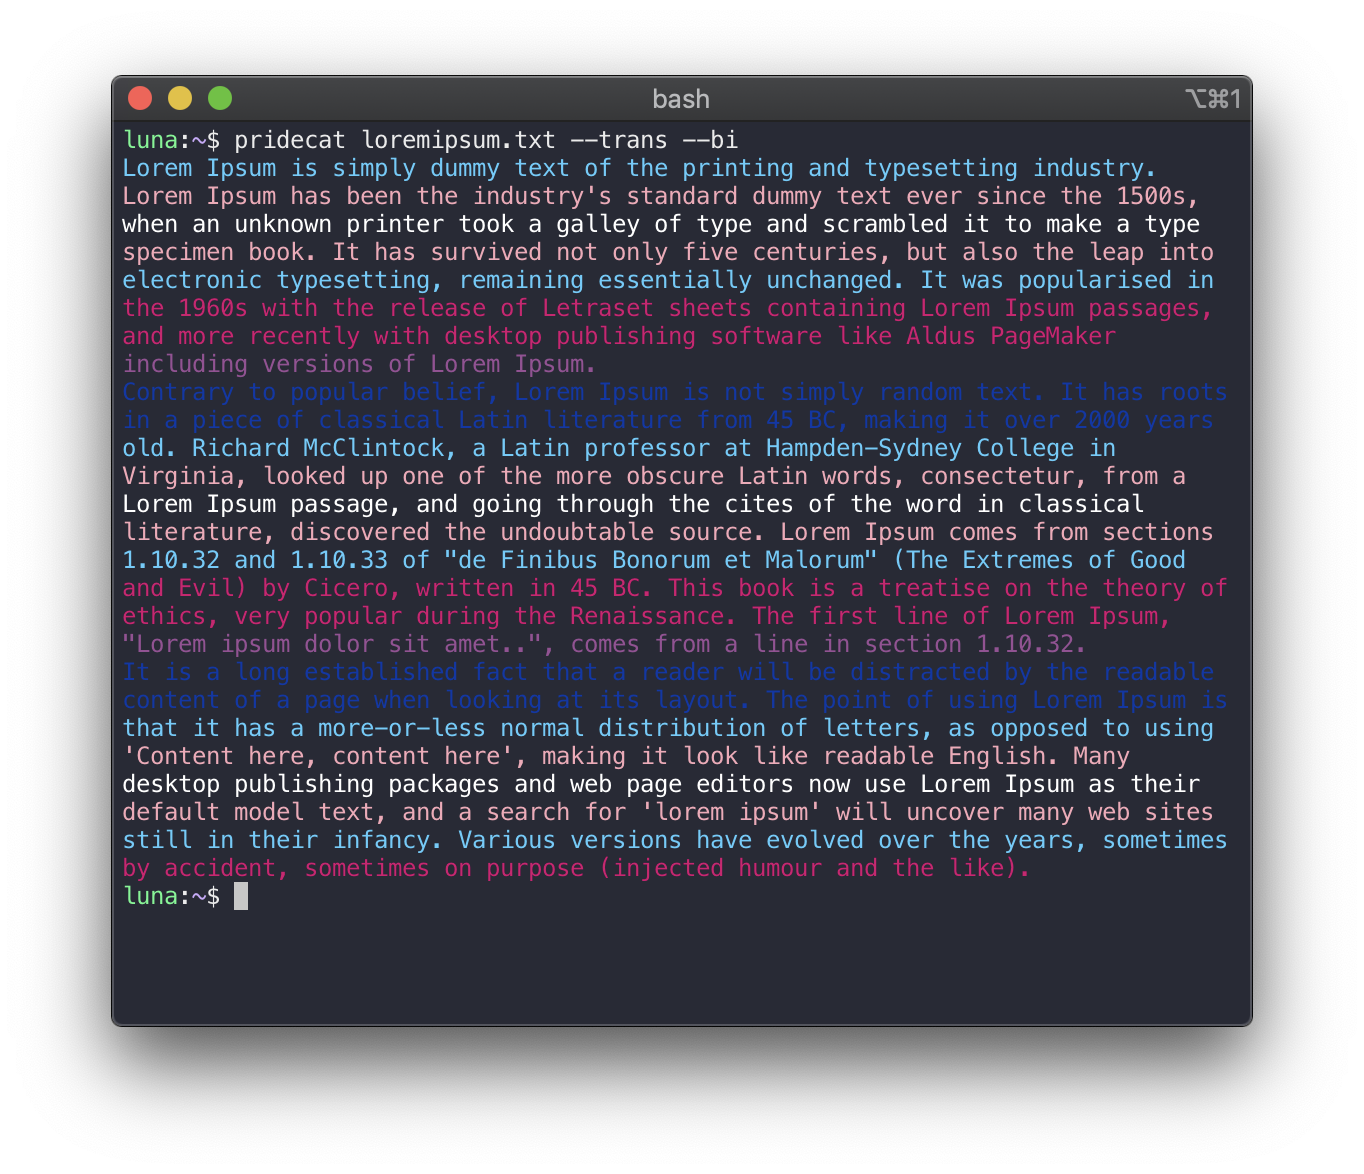 bash
⌥⌘1
luna:~$ pridecat loremipsum.txt --trans --bi
Lorem Ipsum is simply dummy text of the printing and typesetting industry.
Lorem Ipsum has been the industry's standard dummy text ever since the 1500s,
when an unknown printer took a galley of type and scrambled it to make a type
specimen book. It has survived not only five centuries, but also the leap into
electronic typesetting, remaining essentially unchanged. It was popularised in
the 1960s with the release of Letraset sheets containing Lorem Ipsum passages,
and more recently with desktop publishing software like Aldus PageMaker
including versions of Lorem Ipsum.
Contrary to popular belief, Lorem Ipsum is not simply random text. It has roots
in a piece of classical Latin literature from 45 BC, making it over 2000 years
old. Richard McClintock, a Latin professor at Hampden-Sydney College in
Virginia, looked up one of the more obscure Latin words, consectetur, from a
Lorem Ipsum passage, and going through the cites of the word in classical
literature, discovered the undoubtable source. Lorem Ipsum comes from sections
1.10.32 and 1.10.33 of "de Finibus Bonorum et Malorum" (The Extremes of Good
and Evil) by Cicero, written in 45 BC. This book is a treatise on the theory of
ethics, very popular during the Renaissance. The first line of Lorem Ipsum,
"Lorem ipsum dolor sit amet..", comes from a line in section 1.10.32.
It is a long established fact that a reader will be distracted by the readable
content of a page when looking at its layout. The point of using Lorem Ipsum is
that it has a more-or-less normal distribution of letters, as opposed to using
'Content here, content here', making it look like readable English. Many
desktop publishing packages and web page editors now use Lorem Ipsum as their
default model text, and a search for 'lorem ipsum' will uncover many web sites
still in their infancy. Various versions have evolved over the years, sometimes
by accident, sometimes on purpose (injected humour and the like).
luna:~$